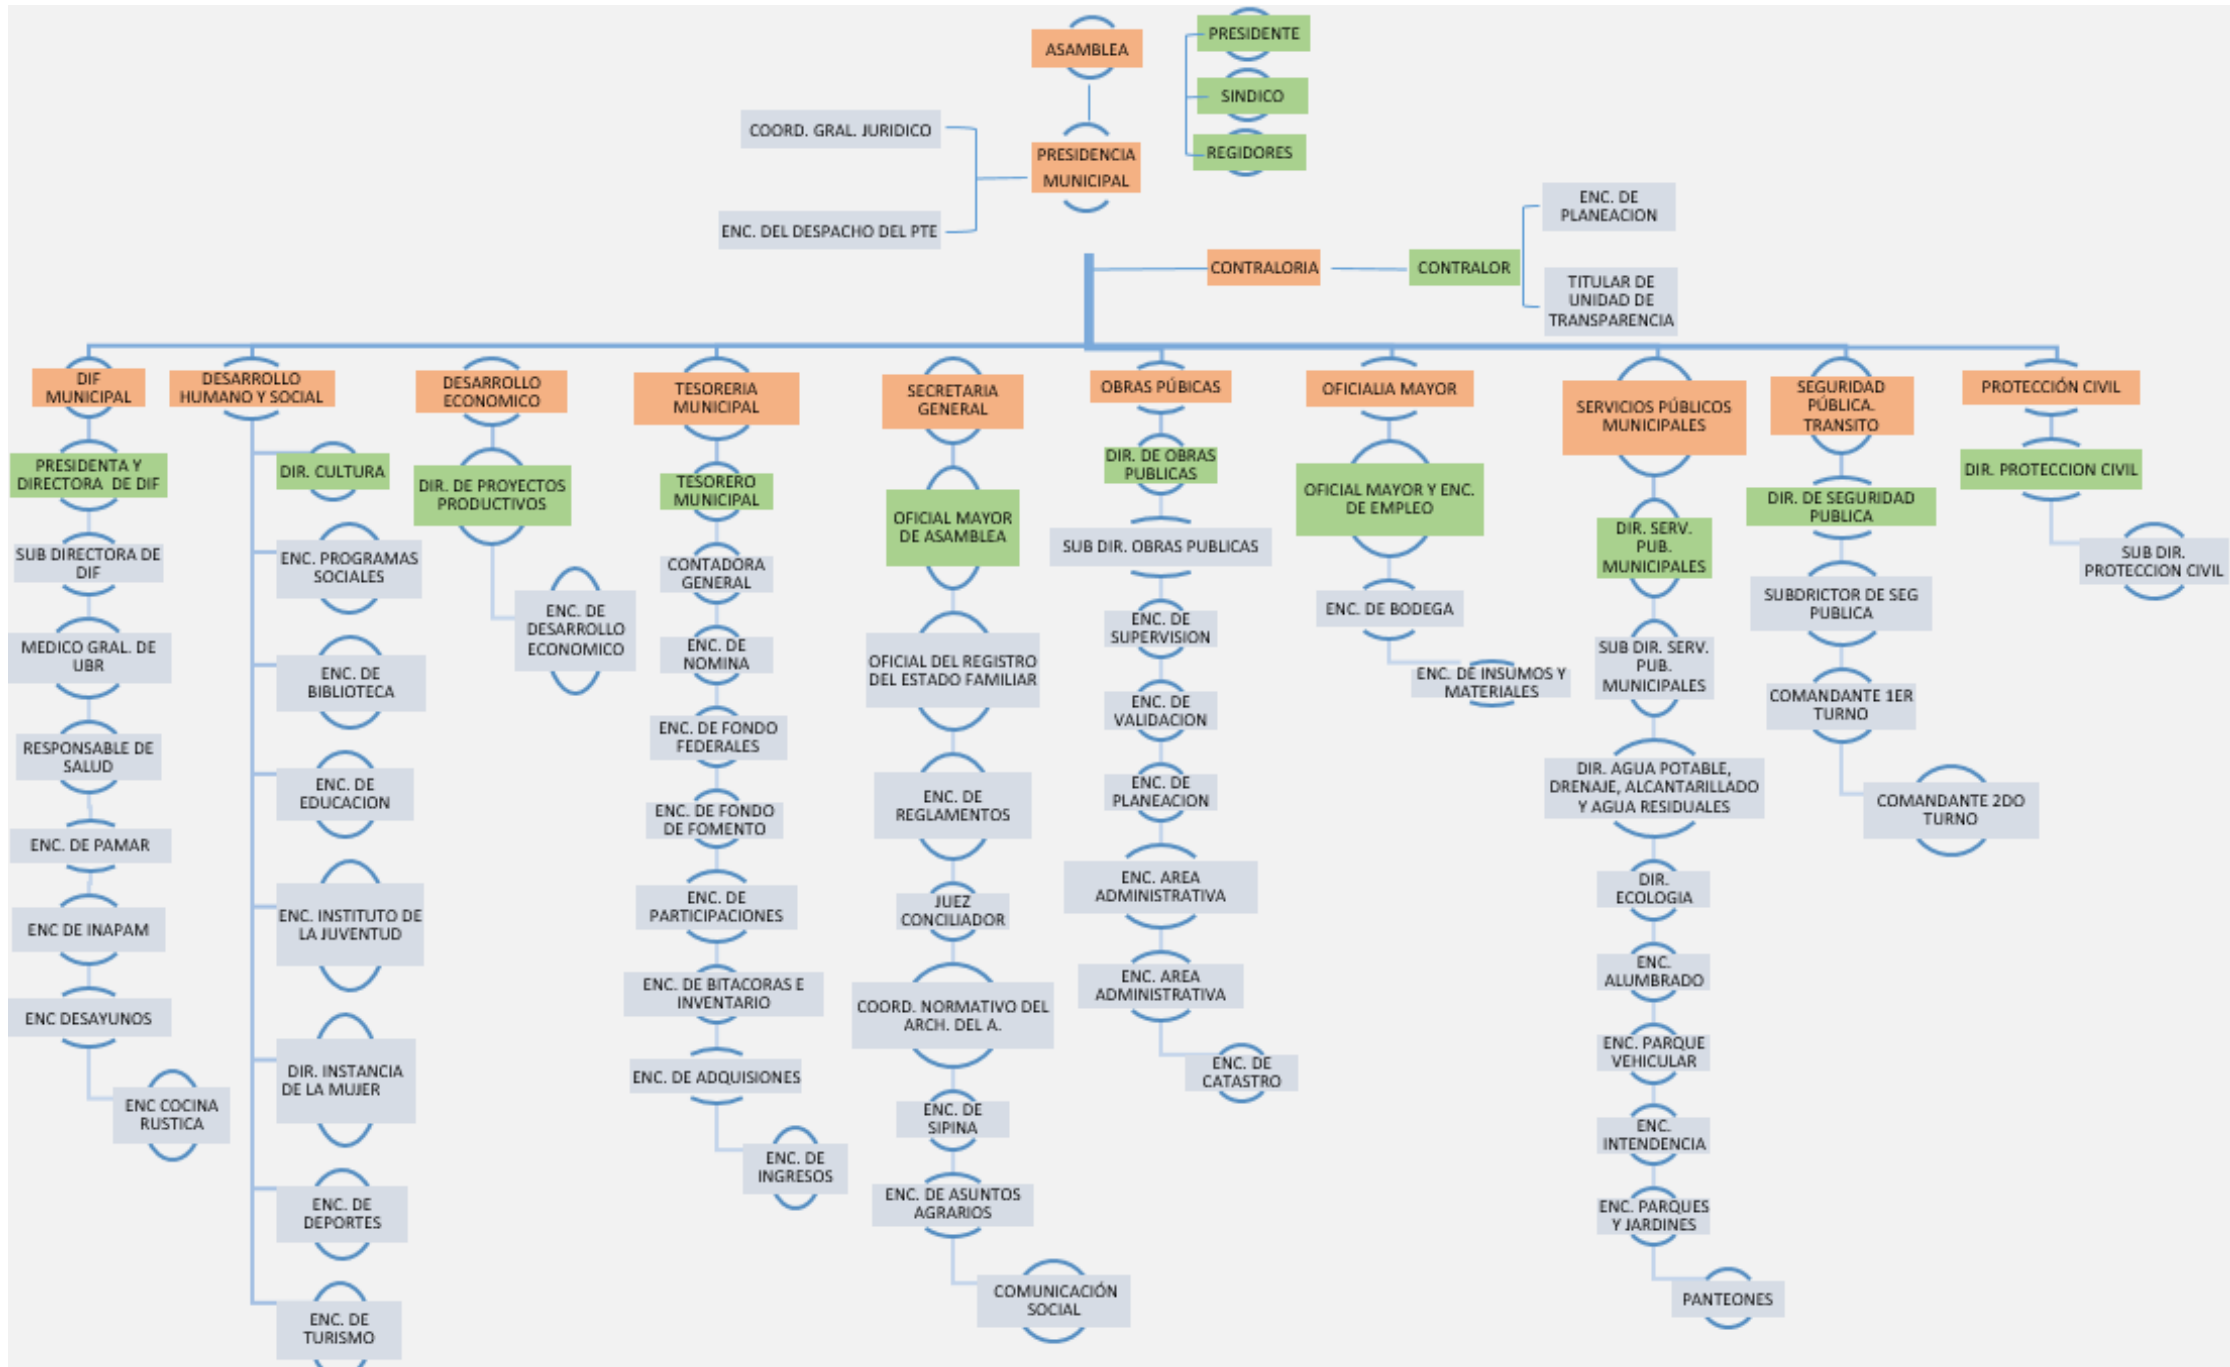 ASAMBLEA
PRESIDENTE
SINDICO
REGIDORES
COORD. GRAL. JURIDICO
PRESIDENCIA
MUNICIPAL
ENC. DEL DESPACHO DEL PTE
CONTRALORIA
CONTRALOR
ENC. DE
PLANEACION
TITULAR DE
UNIDAD DE
TRANSPARENCIA
DIF
MUNICIPAL
PRESIDENTA Y
DIRECTORA DE DIF
SUB DIRECTORA DE
DIF
MEDICO GRAL. DE
UBR
RESPONSABLE DE
SALUD
ENC. DE PAMAR
ENC DE INAPAM
ENC DESAYUNOS
ENC COCINA
RUSTICA
DESARROLLO
HUMANO Y SOCIAL
DIR. CULTURA
ENC. PROGRAMAS
SOCIALES
ENC. DE
BIBLIOTECA
ENC. DE
EDUCACION
ENC. INSTITUTO DE
LA JUVENTUD
DIR. INSTANCIA
DE LA MUJER
ENC. DE
DEPORTES
ENC. DE
TURISMO
DESARROLLO
ECONOMICO
DIR. DE PROYECTOS
PRODUCTIVOS
ENC. DE
DESARROLLO
ECONOMICO
TESORERIA
MUNICIPAL
TESORERO
MUNICIPAL
CONTADORA
GENERAL
ENC. DE
NOMINA
ENC. DE FONDO
FEDERALES
ENC. DE FONDO
DE FOMENTO
ENC. DE
PARTICIPACIONES
ENC. DE BITACORAS E
INVENTARIO
ENC. DE ADQUISIONES
ENC. DE
INGRESOS
SECRETARIA
GENERAL
OFICIAL MAYOR
DE ASAMBLEA
OFICIAL DEL REGISTRO
DEL ESTADO FAMILIAR
ENC. DE
REGLAMENTOS
JUEZ
CONCILIADOR
COORD. NORMATIVO DEL
ARCH. DEL A.
ENC. DE
SIPINA
ENC. DE ASUNTOS
AGRARIOS
COMUNICACIÓN
SOCIAL
OBRAS PÚBICAS
DIR. DE OBRAS
PUBLICAS
SUB DIR. OBRAS PUBLICAS
ENC. DE
SUPERVISION
ENC. DE
VALIDACION
ENC. DE
PLANEACION
ENC. AREA
ADMINISTRATIVA
ENC. AREA
ADMINISTRATIVA
ENC. DE
CATASTRO
OFICIALIA MAYOR
OFICIAL MAYOR Y ENC.
DE EMPLEO
ENC. DE BODEGA
ENC. DE INSUMOS Y
MATERIALES
SERVICIOS PÚBLICOS
MUNICIPALES
DIR. SERV.
PUB.
MUNICIPALES
SUB DIR. SERV.
PUB.
MUNICIPALES
DIR. AGUA POTABLE,
DRENAJE, ALCANTARILLADO
Y AGUA RESIDUALES
DIR.
ECOLOGIA
ENC.
ALUMBRADO
ENC. PARQUE
VEHICULAR
ENC.
INTENDENCIA
ENC. PARQUES
Y JARDINES
PANTEONES
SEGURIDAD
PÚBLICA.
TRANSITO
DIR. DE SEGURIDAD
PUBLICA
SUBDRICTOR DE SEG
PUBLICA
COMANDANTE 1ER
TURNO
COMANDANTE 2DO
TURNO
PROTECCIÓN CIVIL
DIR. PROTECCION CIVIL
SUB DIR.
PROTECCION CIVIL